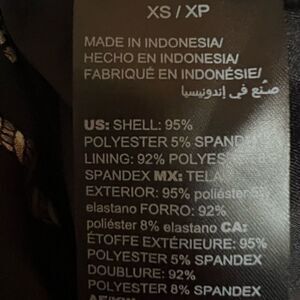 XS / XP
MADE IN INDONESIA/
HECHO EN INDONESIA/
FABRIQUÉ EN INDONÉSIE/
صنع في إندونيسيا
US: SHELL: 95%
POLYESTER 5% SPANDEX
LINING: 92% POLYESTER 8%
SPANDEX MX: TELA
EXTERIOR: 95% poliéster 5%
elastano FORRO: 92%
poliéster 8% elastano CA:
ÉTOFFE EXTÉRIEURE: 95%
POLYESTER 5% SPANDEX
DOUBLURE: 92%
POLYESTER 8% SPANDEX